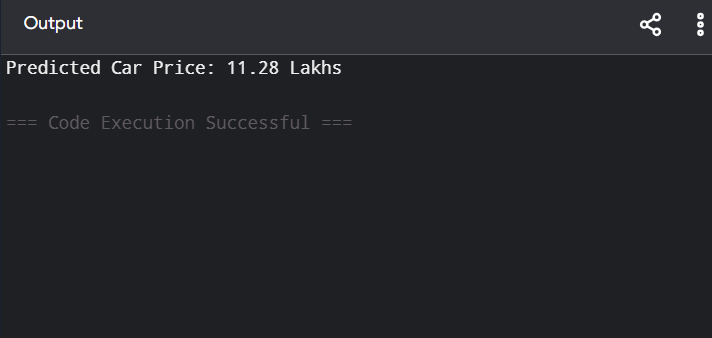 Output
Predicted Car Price: 11.28 Lakhs
=== Code Execution Successful ===